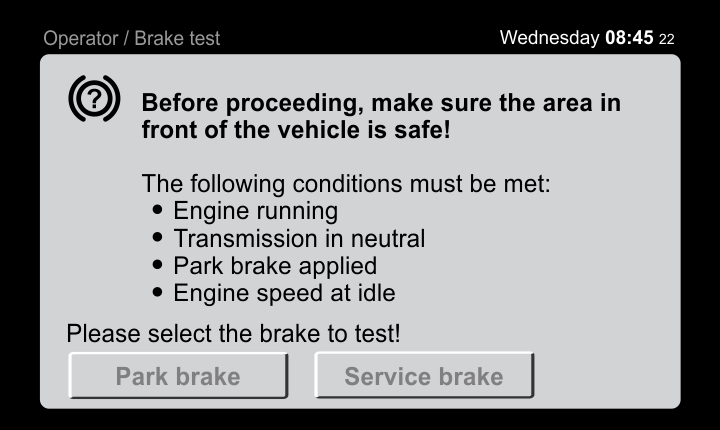 Operator / Brake test
Wednesday 08:45 22
?
Before proceeding, make sure the area in
front of the vehicle is safe!
The following conditions must be met:
• Engine running
• Transmission in neutral
• Park brake applied
• Engine speed at idle
Please select the brake to test!
Park brake
Service brake